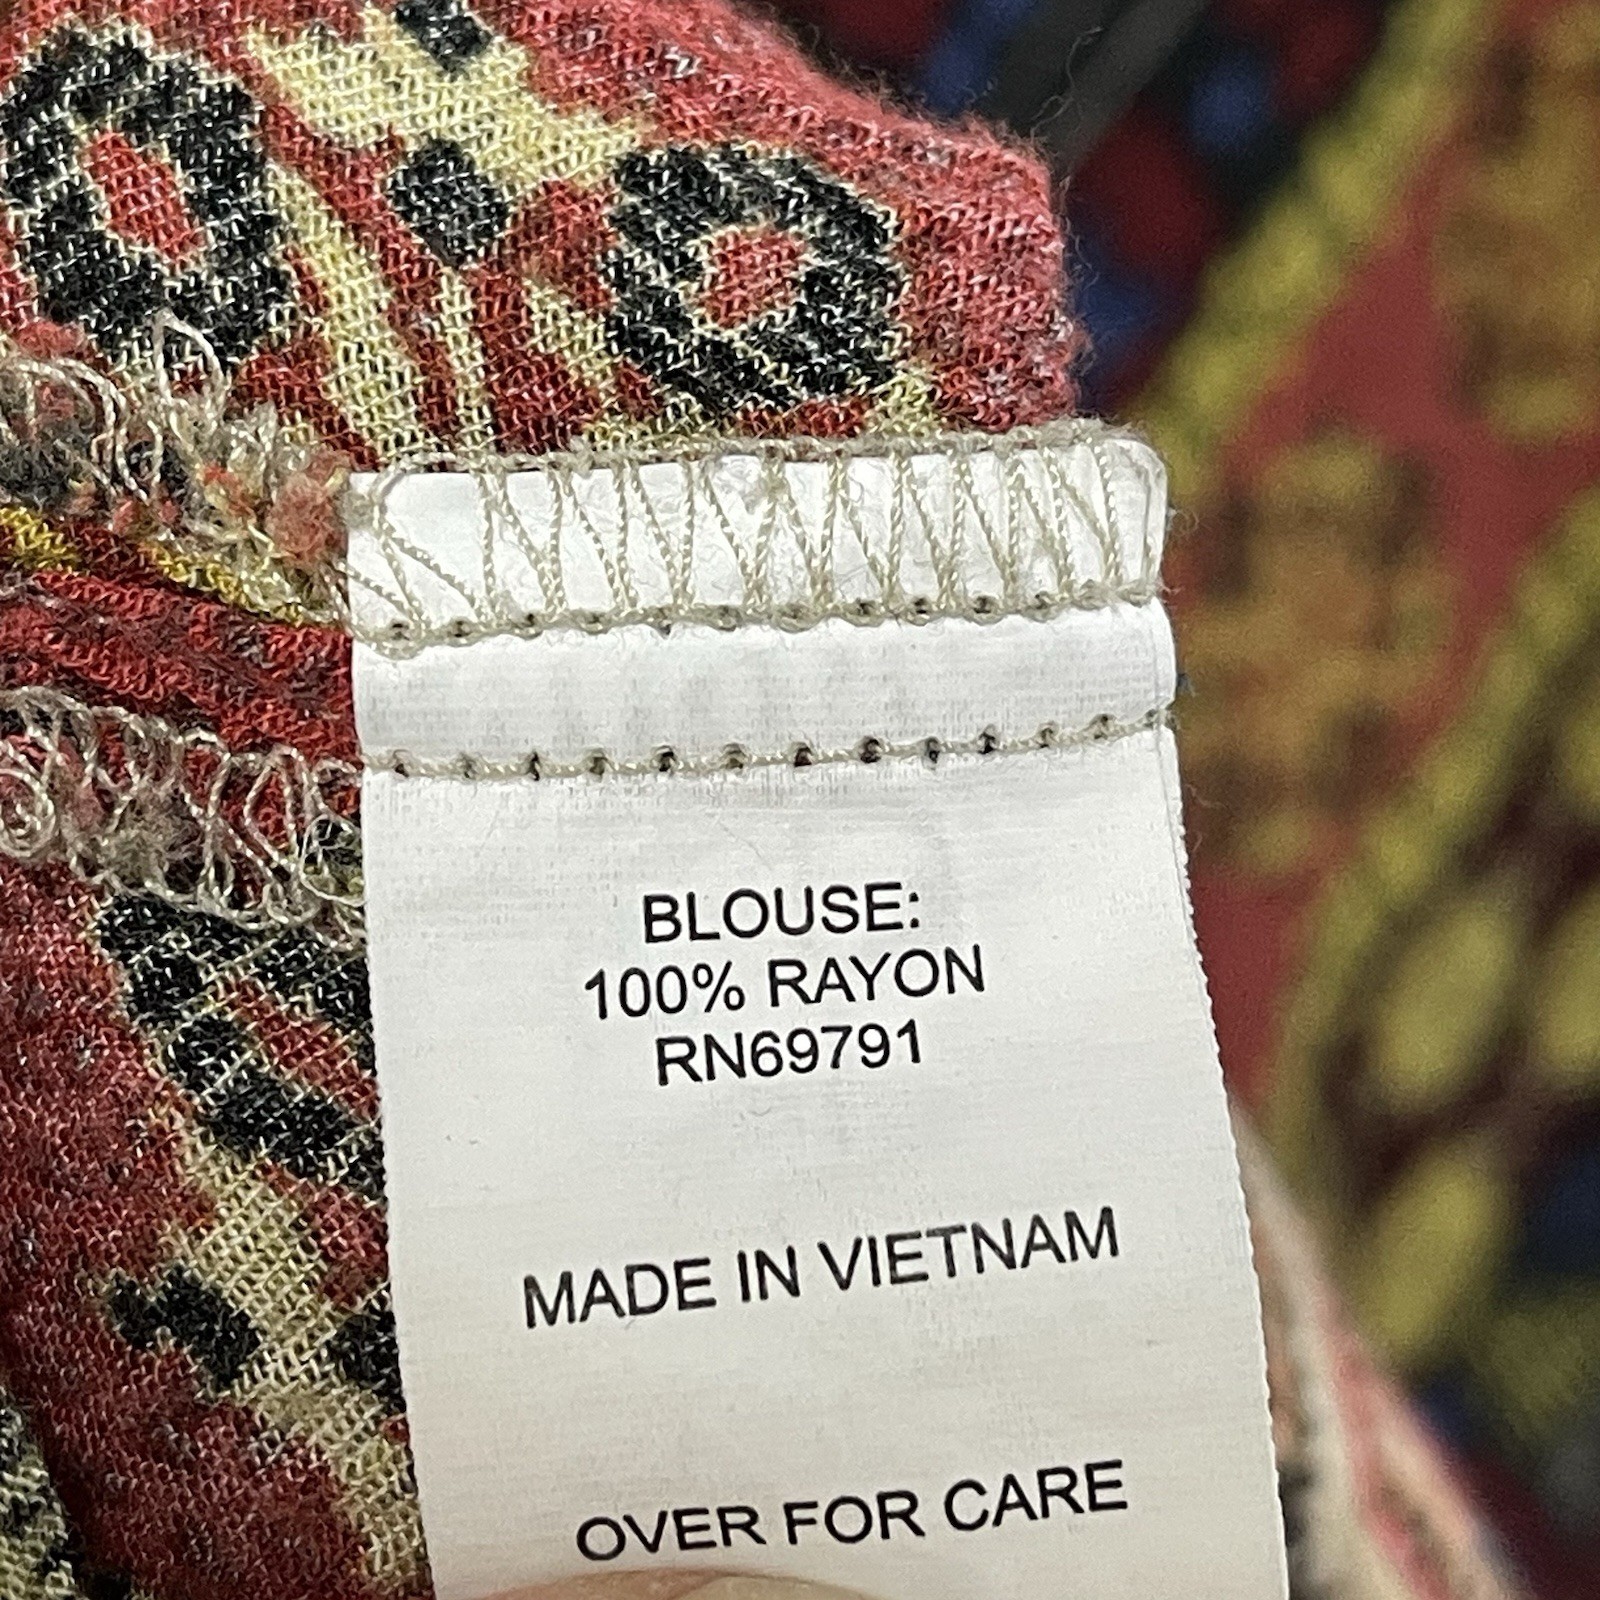 BLOUSE:
100% RAYON
RN69791
MADE IN VIETNAM
OVER FOR CARE